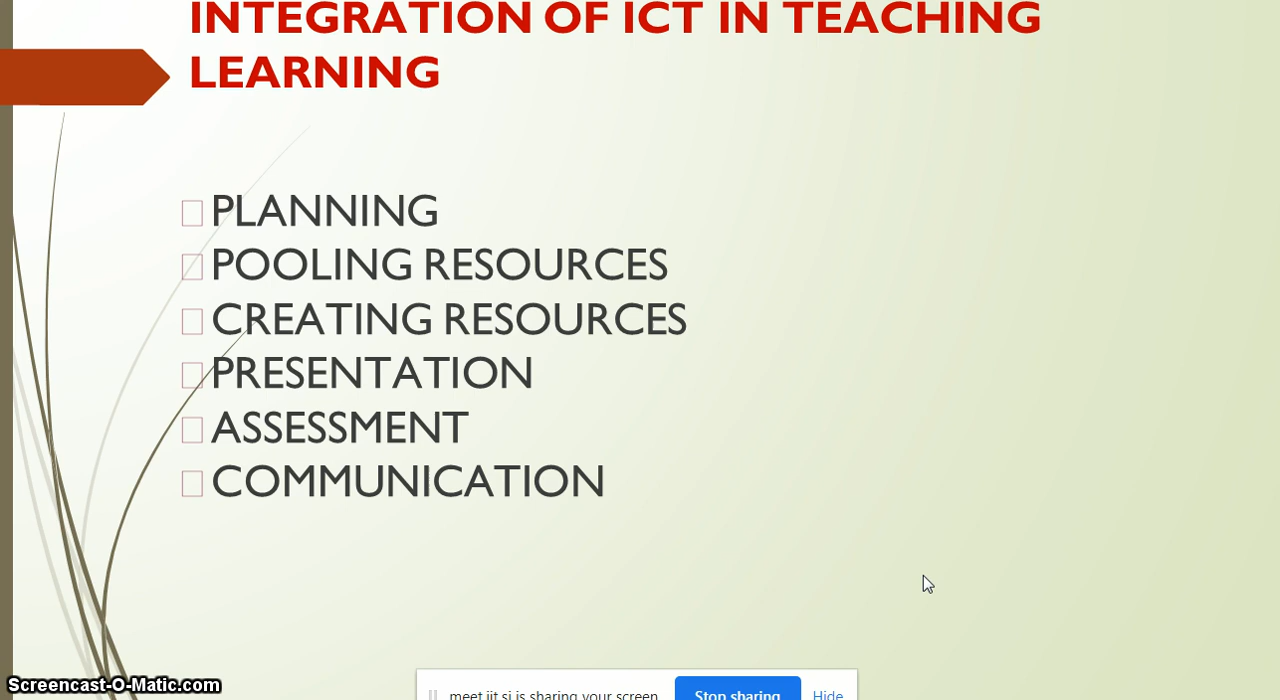 INTEGRATION OF ICT IN TEACHING
LEARNING
PLANNING
POOLING RESOURCES
CREATING RESOURCES
PRESENTATION
ASSESSMENT
COMMUNICATION
meet iit si is sharing your screen. Stop sharing Hide
Screencast-O-Matic.com